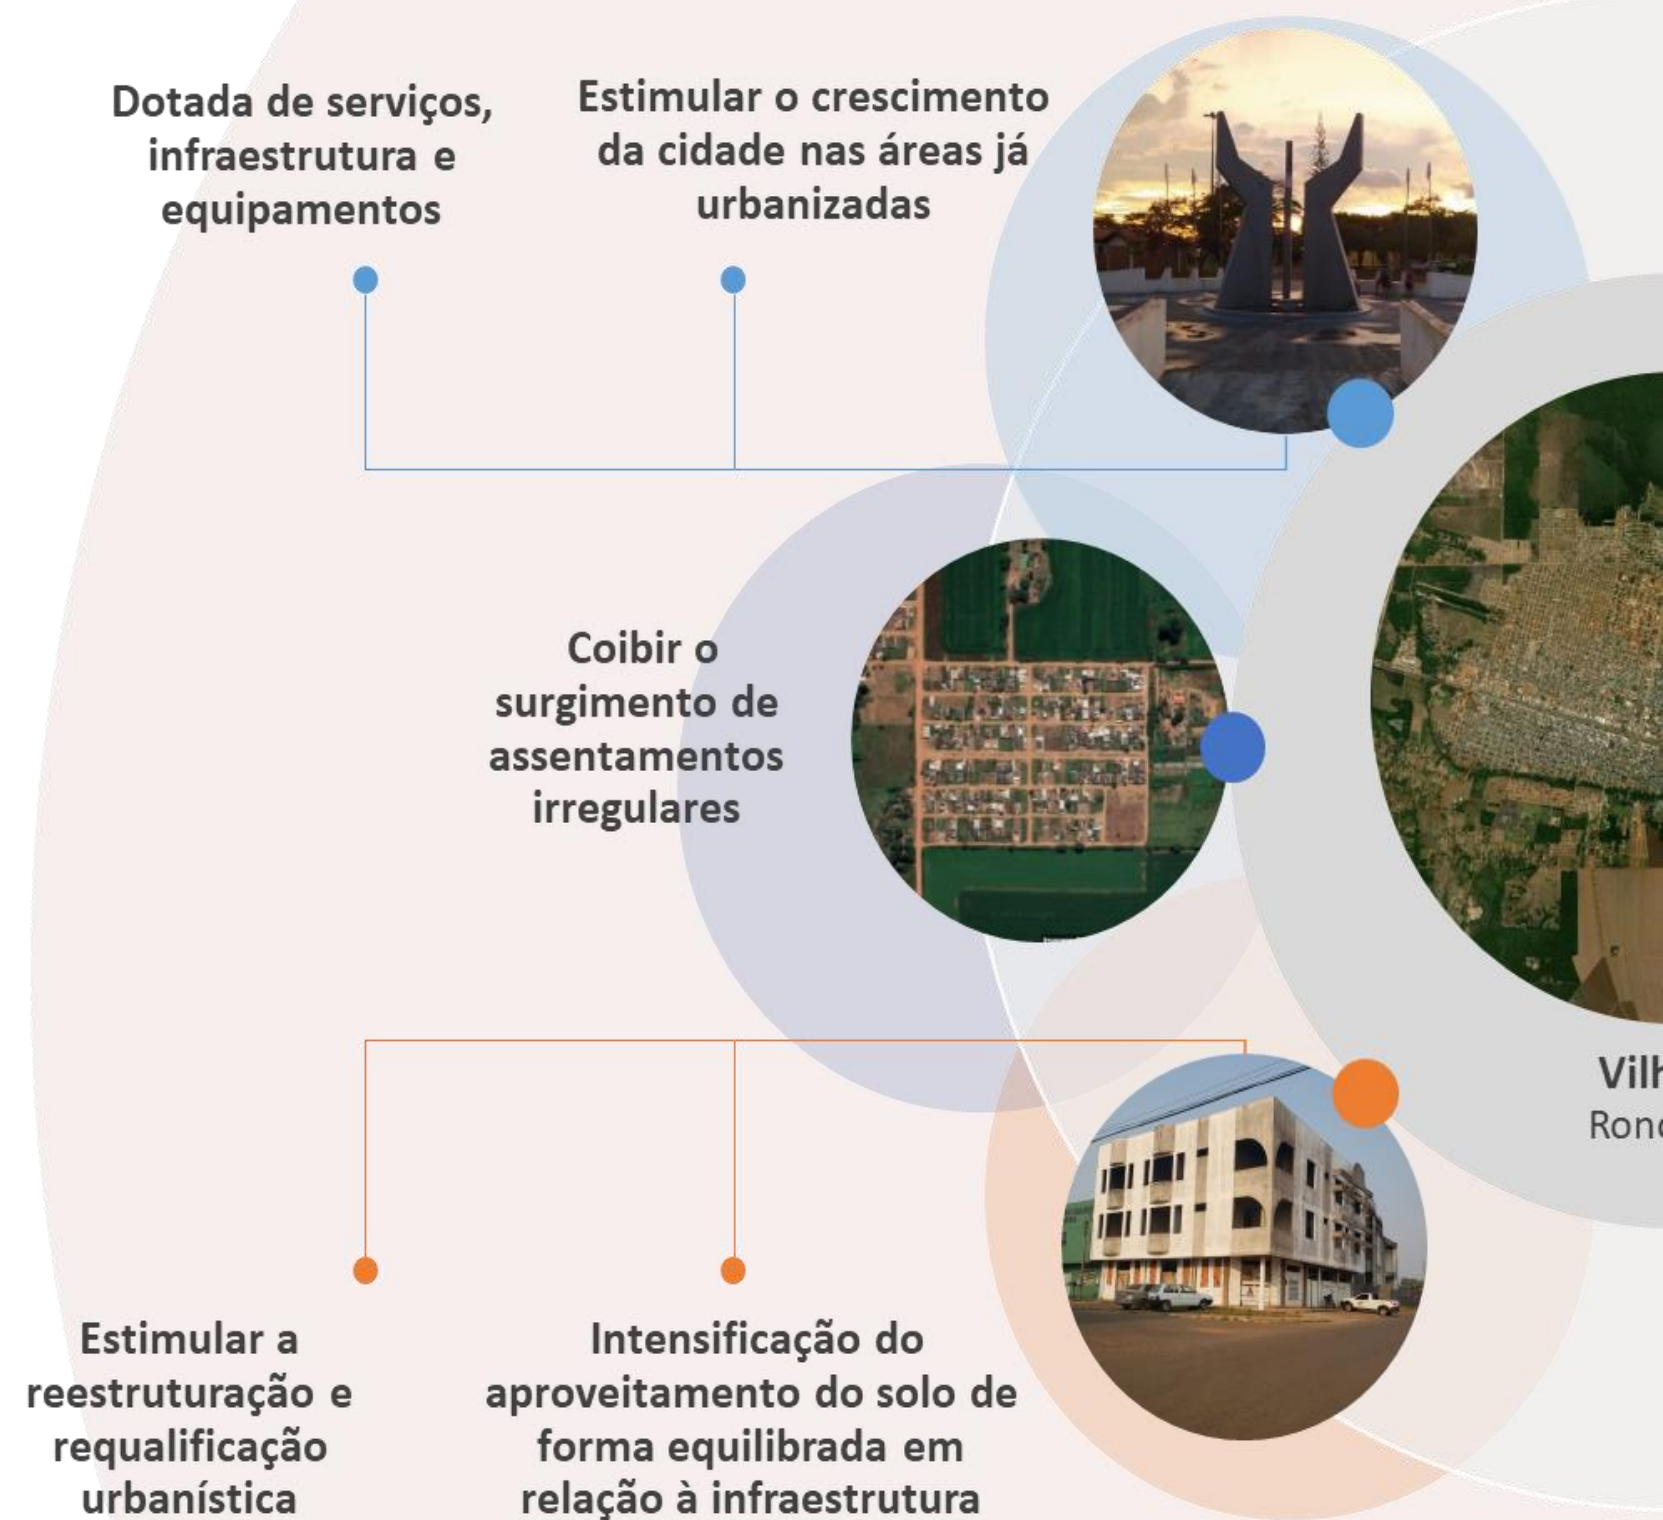 Dotada de serviços,
infraestrutura e
equipamentos
Estimular o crescimento
da cidade nas áreas já
urbanizadas
Coibir o
surgimento de
assentamentos
irregulares
Estimular a
reestruturação e
requalificação
urbanística
Intensificação do
aproveitamento do solo de
forma equilibrada em
relação à infraestrutura